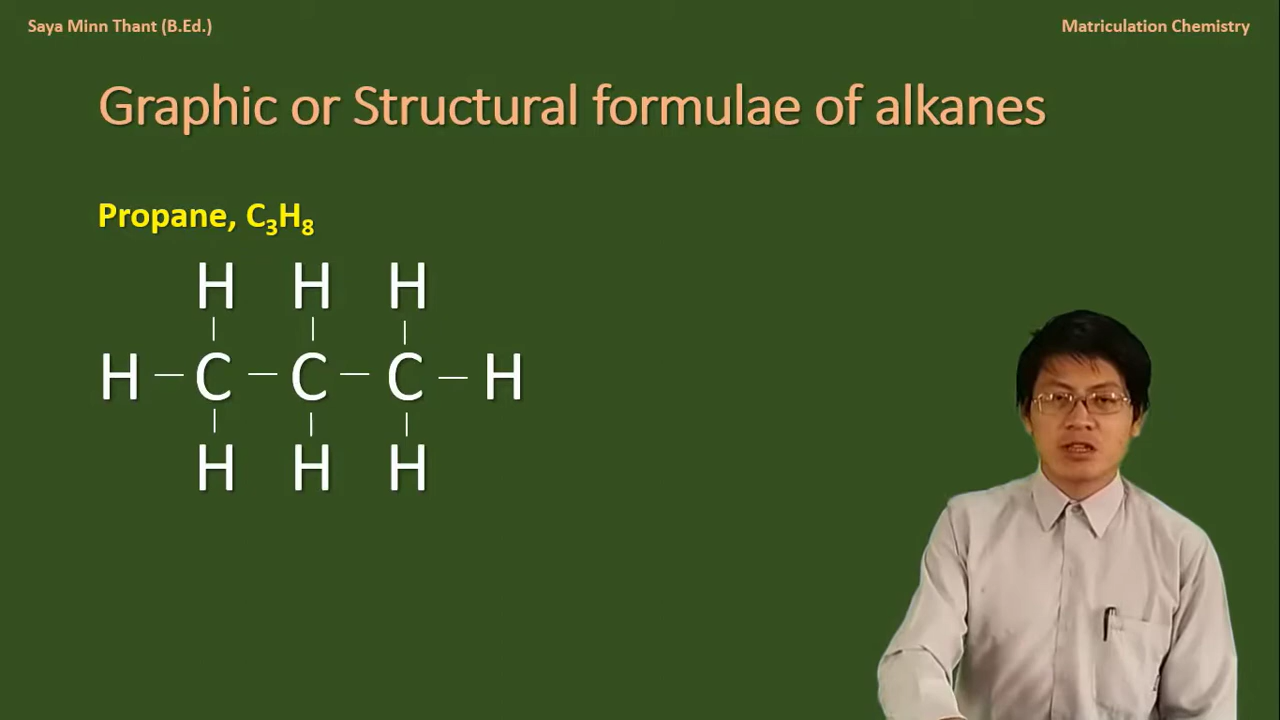 Saya Minn Thant (B.Ed.)
Matriculation Chemistry
Graphic or Structural formulae of alkanes
Propane, C₃H₈
H H H
H – C – C – C – H
H H H